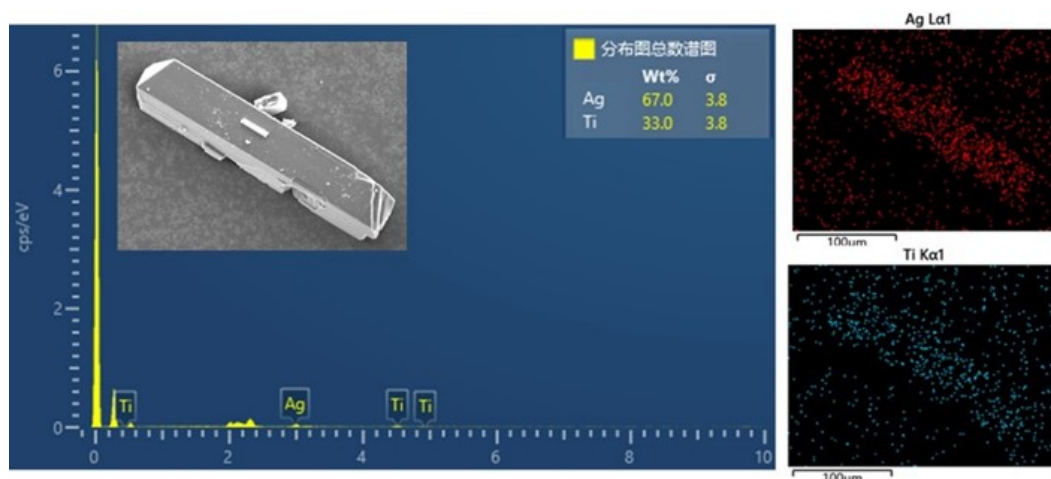 Ag Lα1
分布图总数谱图
Wt% σ
Ag 67.0 3.8
Ti 33.0 3.8
6
4
2
0
cps/eV
Ti
Ag
Ti
Ti
0 2 4 6 8 10
100μm
Ti Kα1
100μm